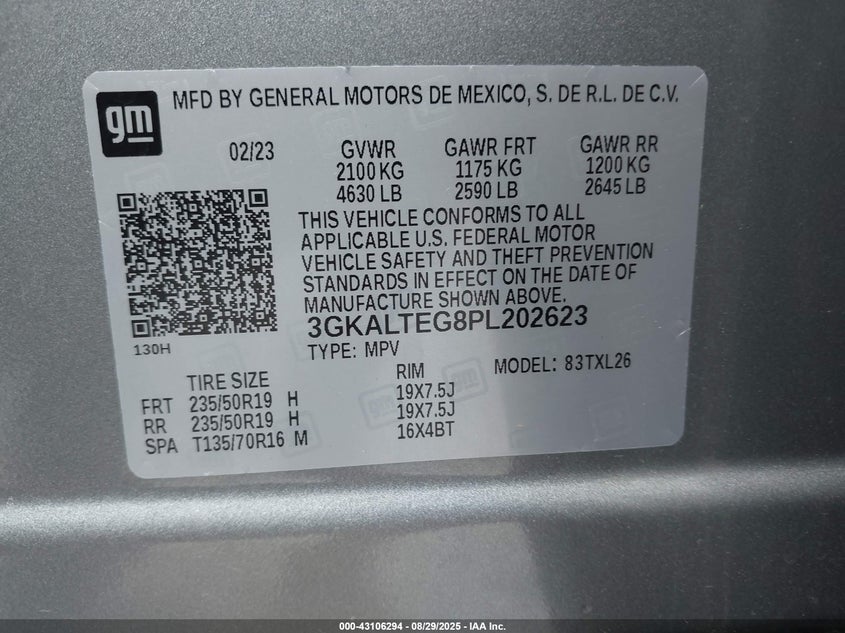 gm
MFD BY GENERAL MOTORS DE MEXICO, S. DE R.L. DE C.V.
02/23 GVWR GAWR FRT GAWR RR
2100 KG 1175 KG 1200 KG
4630 LB 2590 LB 2645 LB
THIS VEHICLE CONFORMS TO ALL
APPLICABLE U.S. FEDERAL MOTOR
VEHICLE SAFETY AND THEFT PREVENTION
STANDARDS IN EFFECT ON THE DATE OF
MANUFACTURE SHOWN ABOVE.
3GKALTEG8PL202623
130H
TYPE: MPV MODEL: 83TXL26
TIRE SIZE RIM
FRT 235/50R19 H 19X7.5J
RR 235/50R19 H 19X7.5J
SPA T135/70R16 M 16X4BT
000-43106294 - 08/29/2025 - IAA Inc.